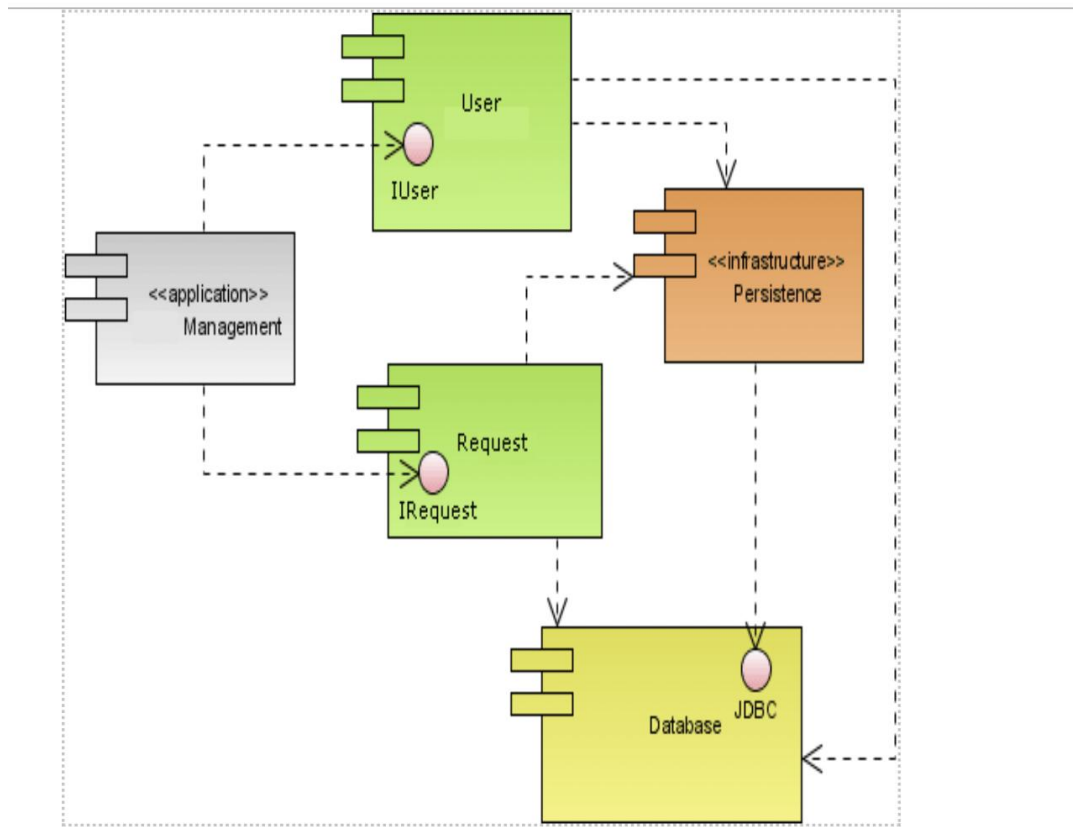 User
IUser
<<application>>
Management
<<infrastructure>>
Persistence
Request
IRequest
JDBC
Database